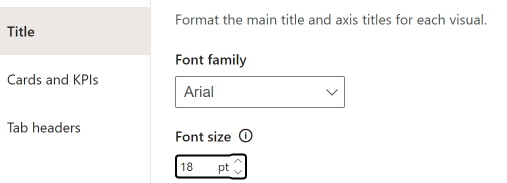 Format the main title and axis titles for each visual.
Title
Font family
Cards and KPIs
Arial
Tab headers
Font size
18 pt